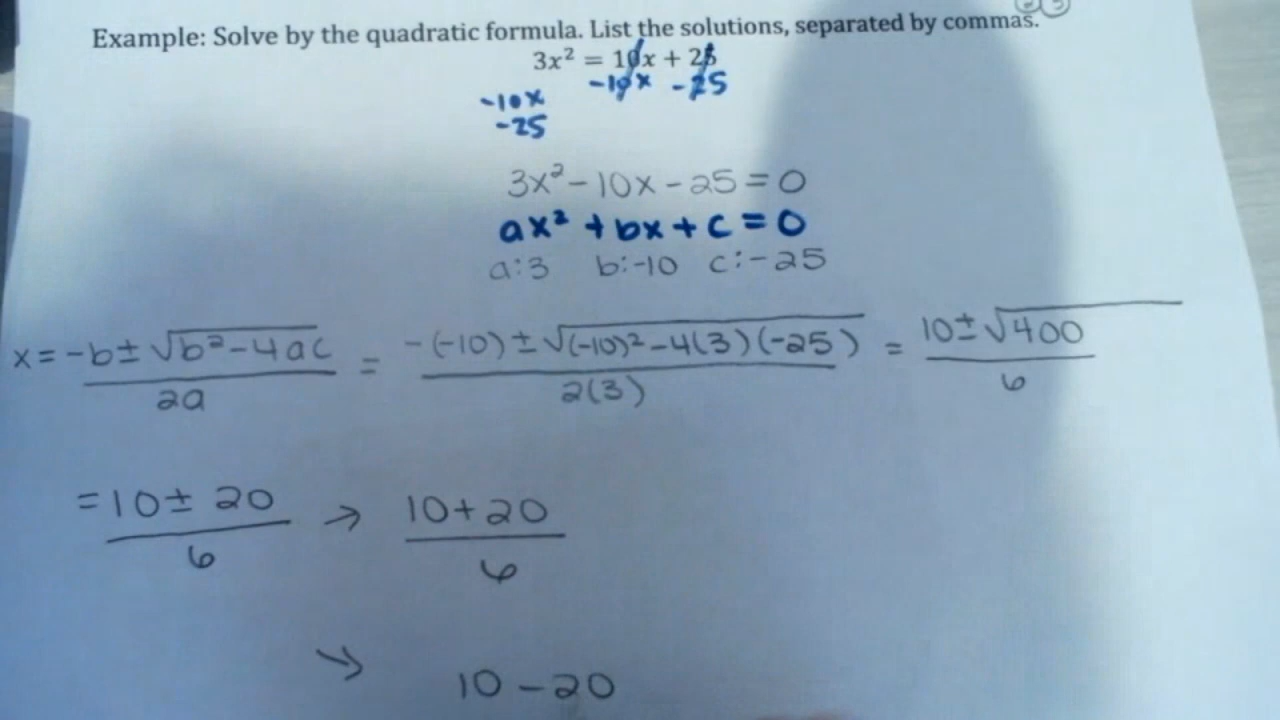 Example: Solve by the quadratic formula. List the solutions, separated by commas.
3x² = 10x + 25
-10x -25
-10x
-25
3x² - 10x - 25 = 0
ax² + bx + c = 0
a: 3 b: -10 c: -25
x = -b ± √b² - 4ac / 2a = -(-10) ± √(-10)² - 4(3)(-25) / 2(3) = 10 ± √400 / 6
= 10 ± 20 / 6 → 10 + 20 / 6
→ 10 - 20